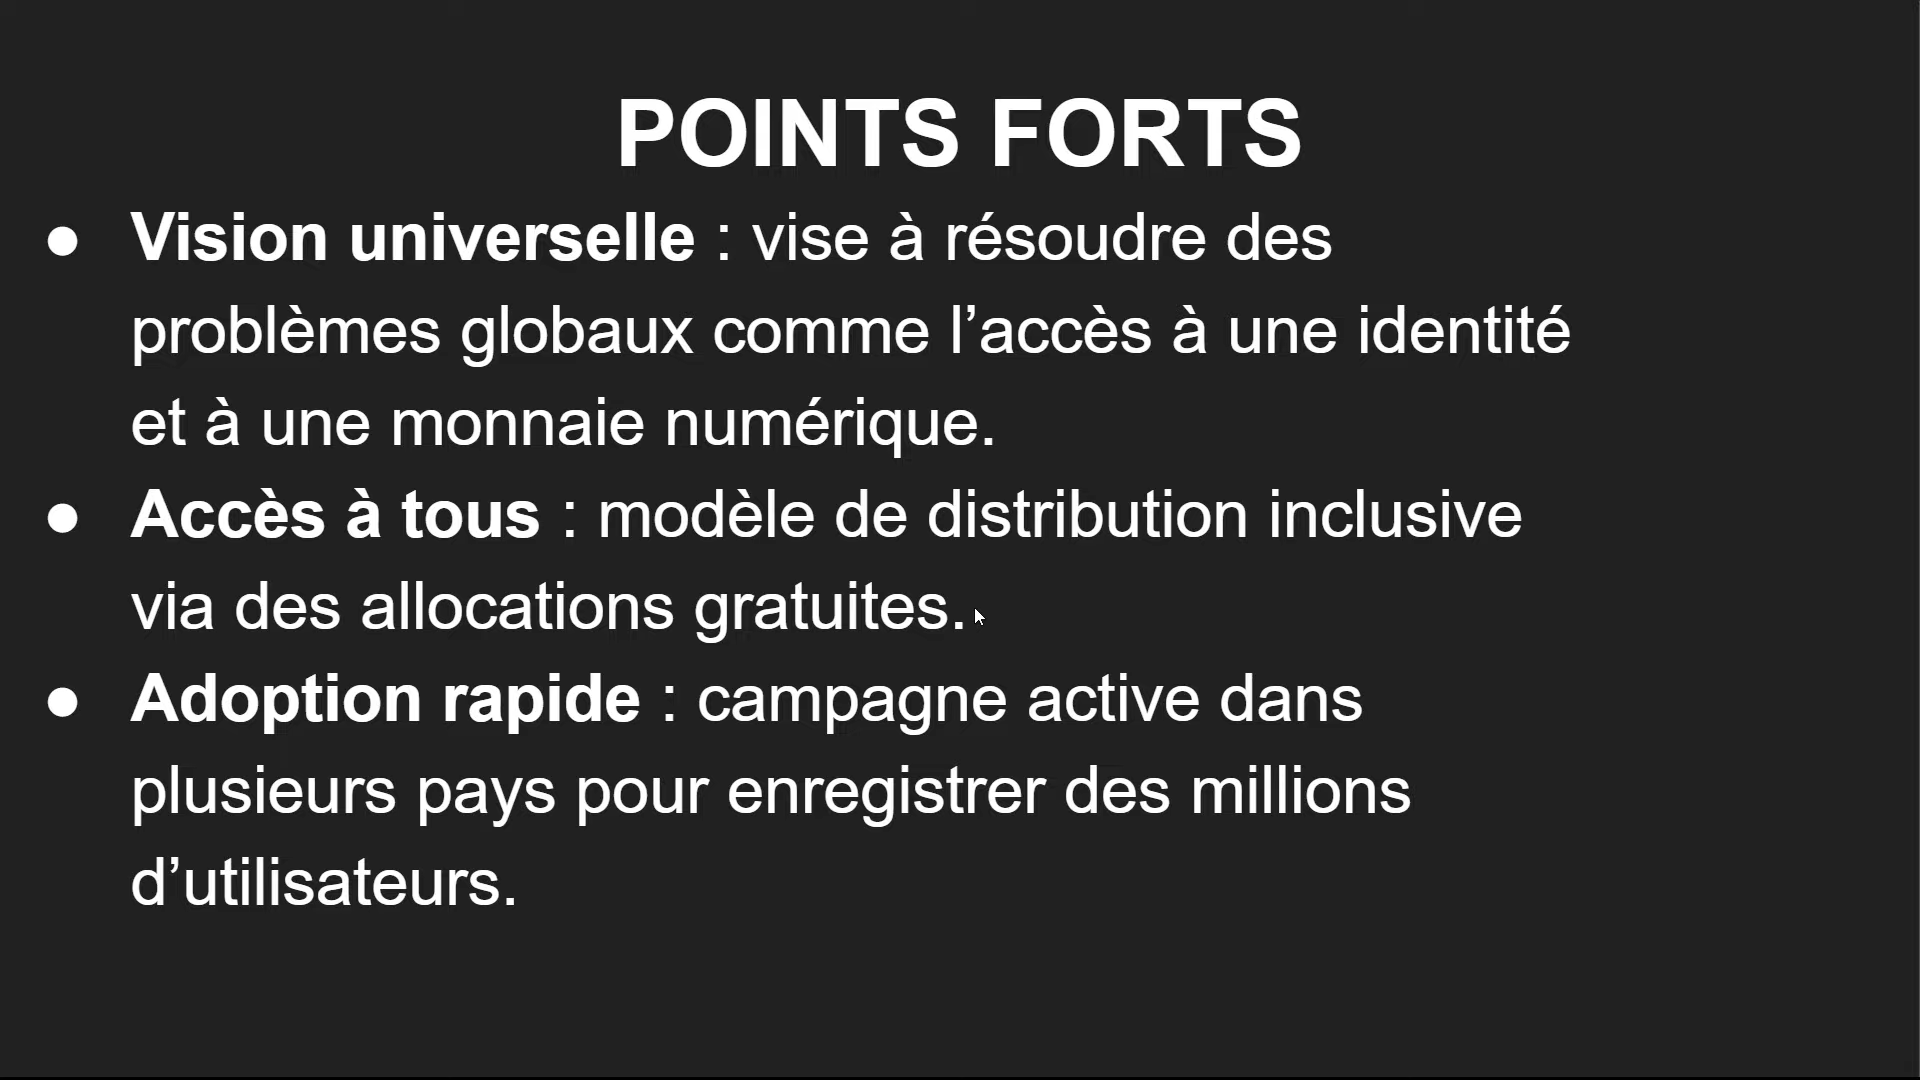 POINTS FORTS
● Vision universelle : vise à résoudre des
problèmes globaux comme l’accès à une identité
et à une monnaie numérique.
● Accès à tous : modèle de distribution inclusive
via des allocations gratuites.
● Adoption rapide : campagne active dans
plusieurs pays pour enregistrer des millions
d’utilisateurs.